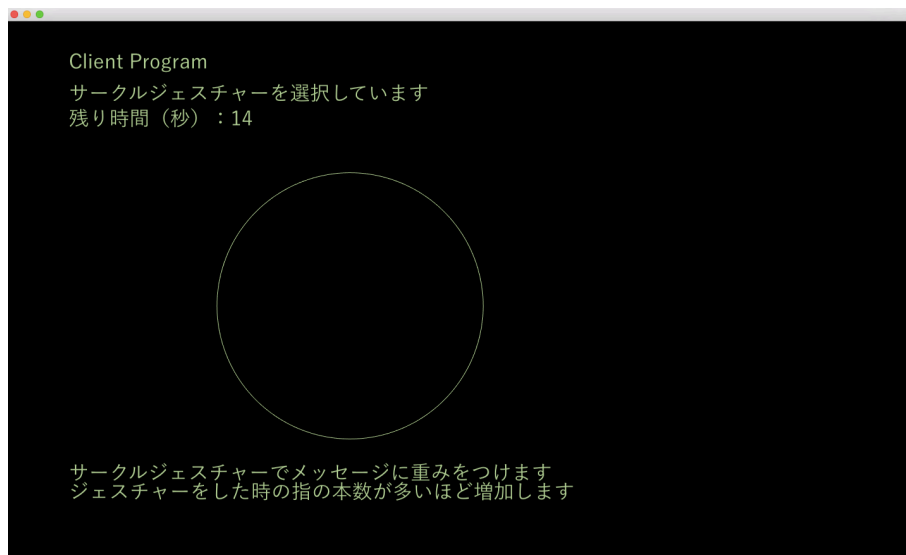 Client Program
サークルジェスチャーを選択しています
残り時間（秒）：14
サークルジェスチャーでメッセージに重みをつけます
ジェスチャーをした時の指の本数が多いほど増加します